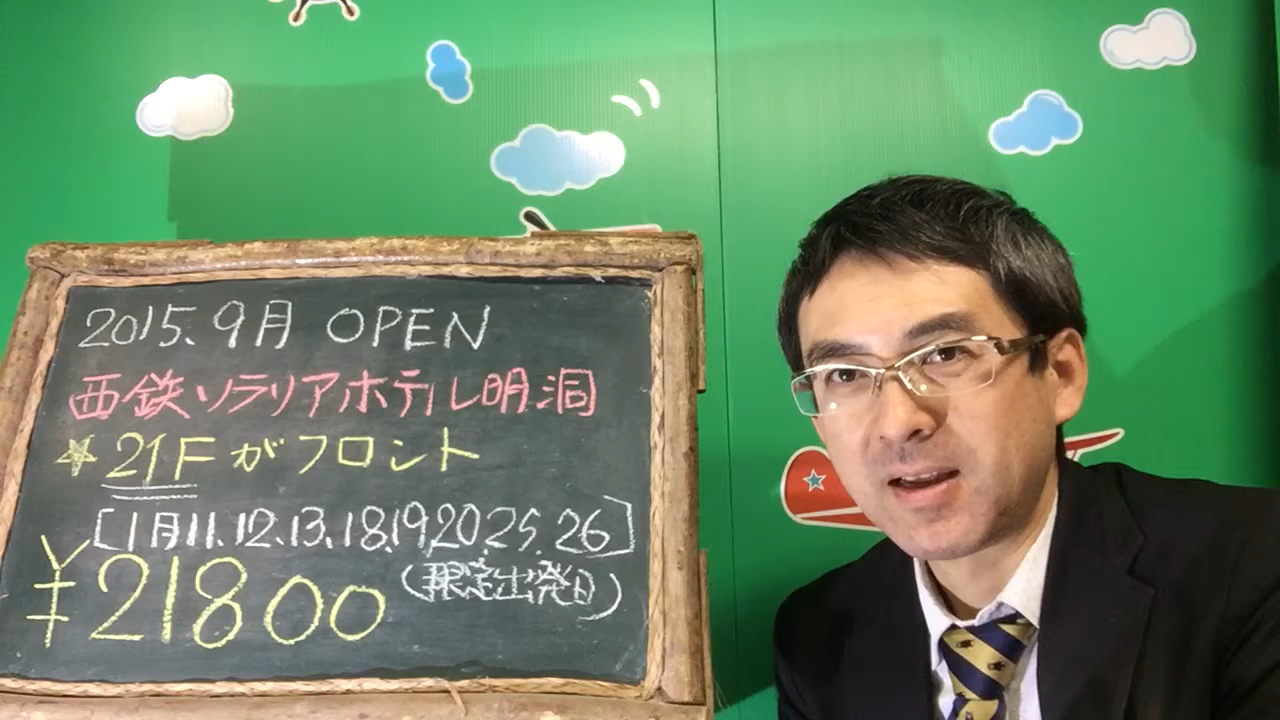 2015.9月 OPEN
西鉄ソラリアホテル明洞
★21Fがフロント
[1月11.12.13.18.19.20.25.26]
(限定出発日)
¥21800